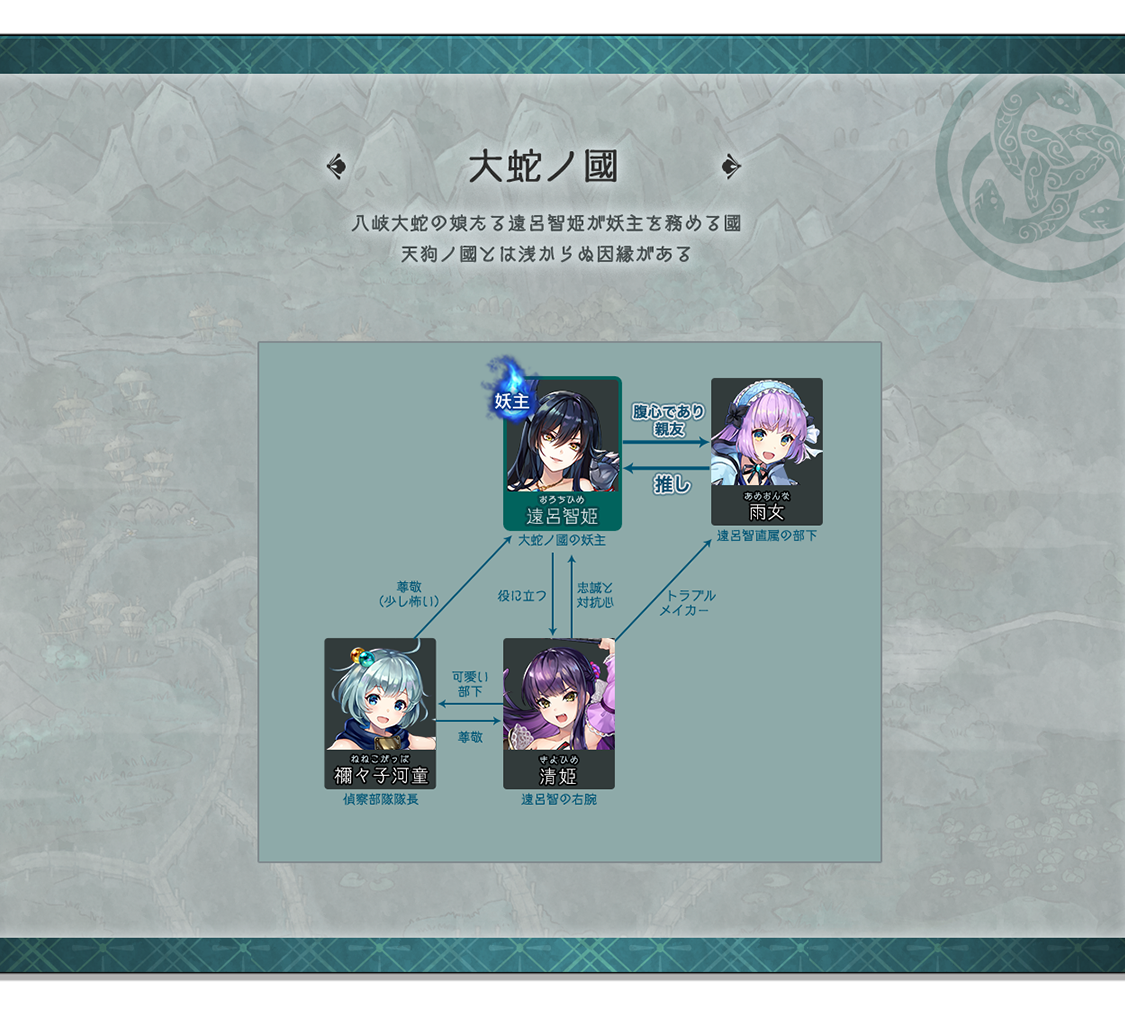 大蛇ノ國
八岐大蛇の娘たる遠呂智姫が妖主を務める國
天狗ノ國とは浅からぬ因縁がある
妖主
おろちひめ
遠呂智姫
大蛇ノ國の妖主
腹心であり
親友
推し
あめおんな
雨女
遠呂智直属の部下
尊敬
(少し怖い)
役に立つ
忠誠と
対抗心
トラブル
メイカー
可愛い
部下
尊敬
ねねこがっぱ
禰々子河童
偵察部隊隊長
きよひめ
清姫
遠呂智の右腕